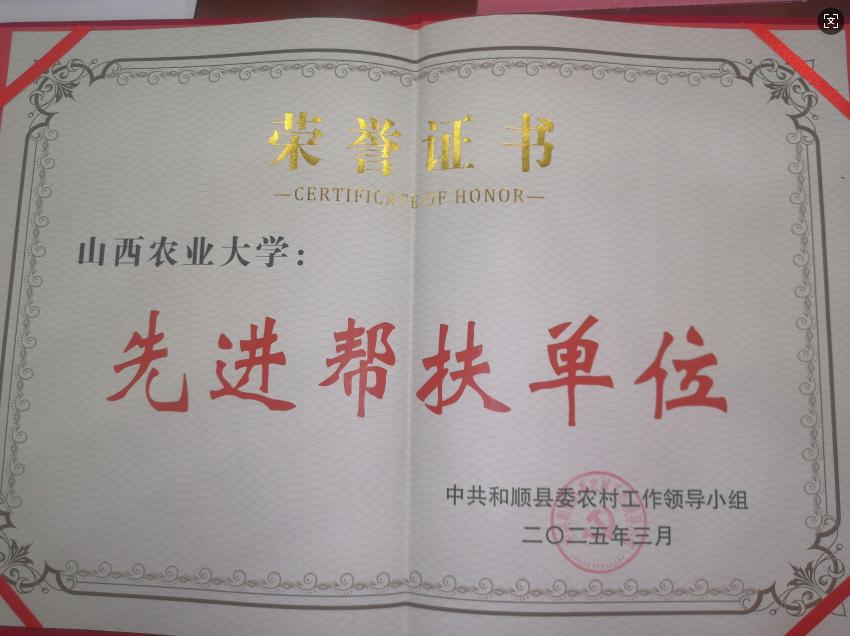 荣誉证书
—CERTIFICATE OF HONOR—
山西农业大学：
先进帮扶单位
中共和顺县委农村工作领导小组
二〇二五年三月